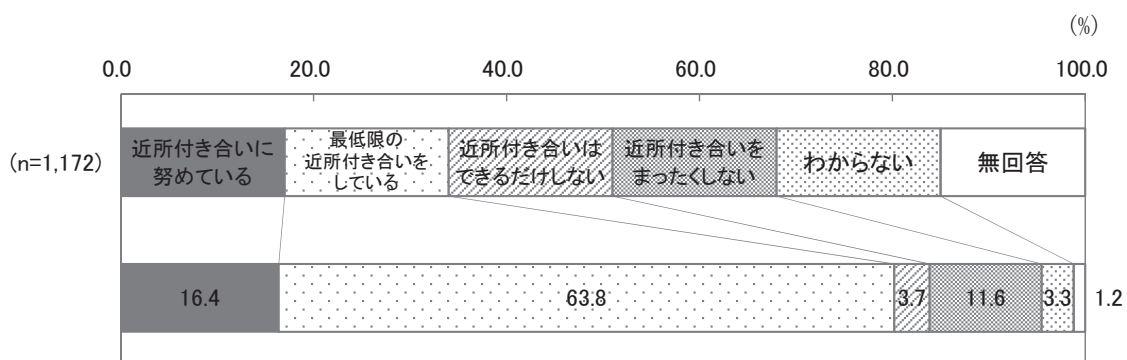 (%)
0.0 20.0 40.0 60.0 80.0 100.0
(n=1,172)
近所付き合いに
努めている
最低限の
近所付き合いを
している
近所付き合いは
できるだけしない
近所付き合いを
まったくしない
わからない
無回答
16.4 63.8 3.7 11.6 3.3 1.2